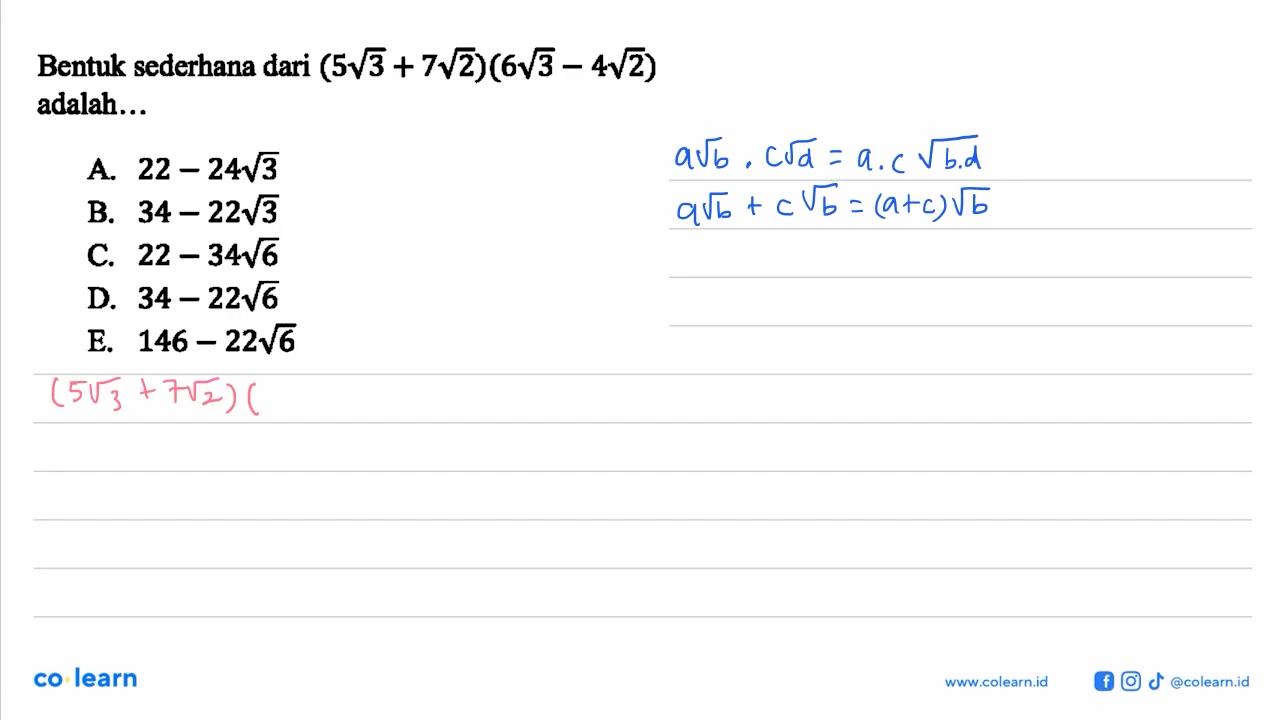 Bentuk sederhana dari (5√3 + 7√2)(6√3 − 4√2)
adalah...
A. 22 − 24√3
B. 34 − 22√3
C. 22 − 34√6
D. 34 − 22√6
E. 146 − 22√6
a√b . c√d = a.c √b.d
a√b + c√b = (a+c)√b
(5√3 + 7√2)(
co·learn
www.colearn.id
@colearn.id